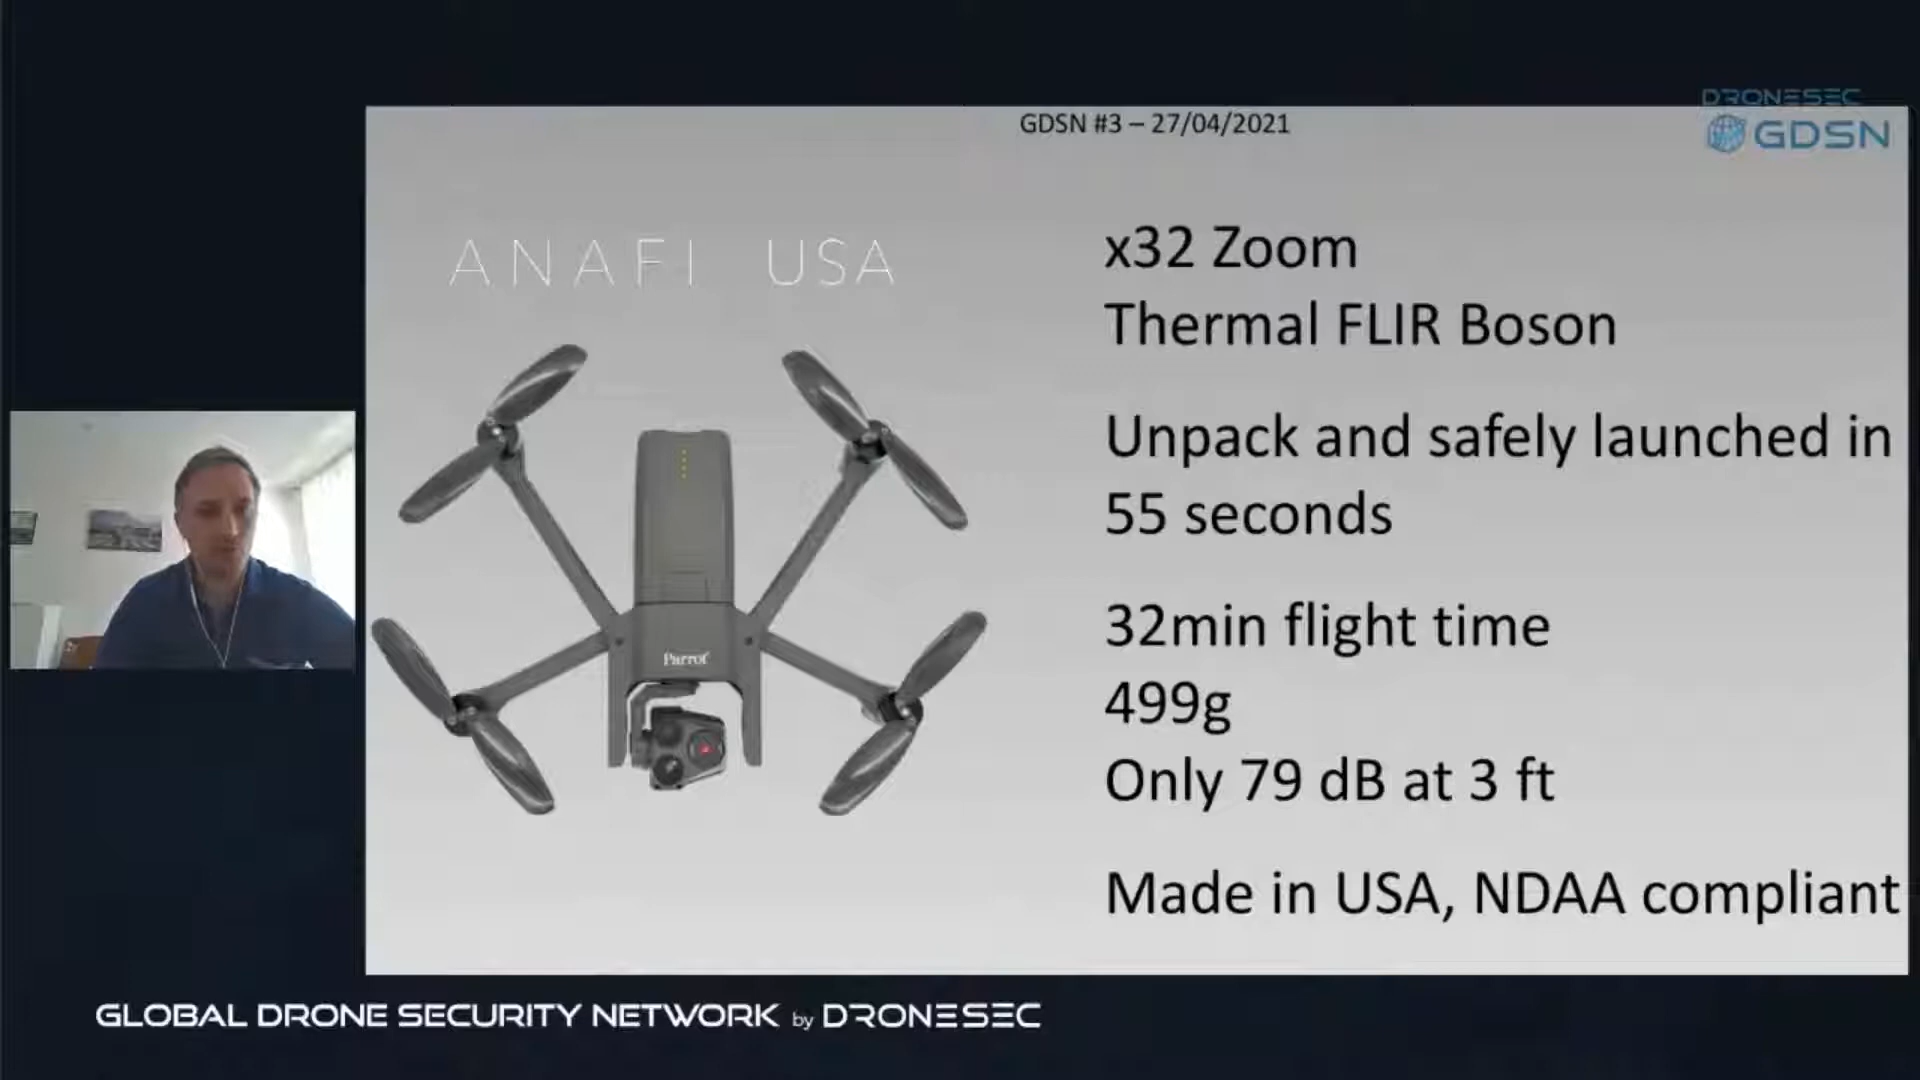 DRONESEC
GDSN
GDSN #3 – 27/04/2021
ANAFI USA
x32 Zoom
Thermal FLIR Boson
Unpack and safely launched in
55 seconds
32min flight time
499g
Only 79 dB at 3 ft
Made in USA, NDAA compliant
Parrot
GLOBAL DRONE SECURITY NETWORK by DRONESEC